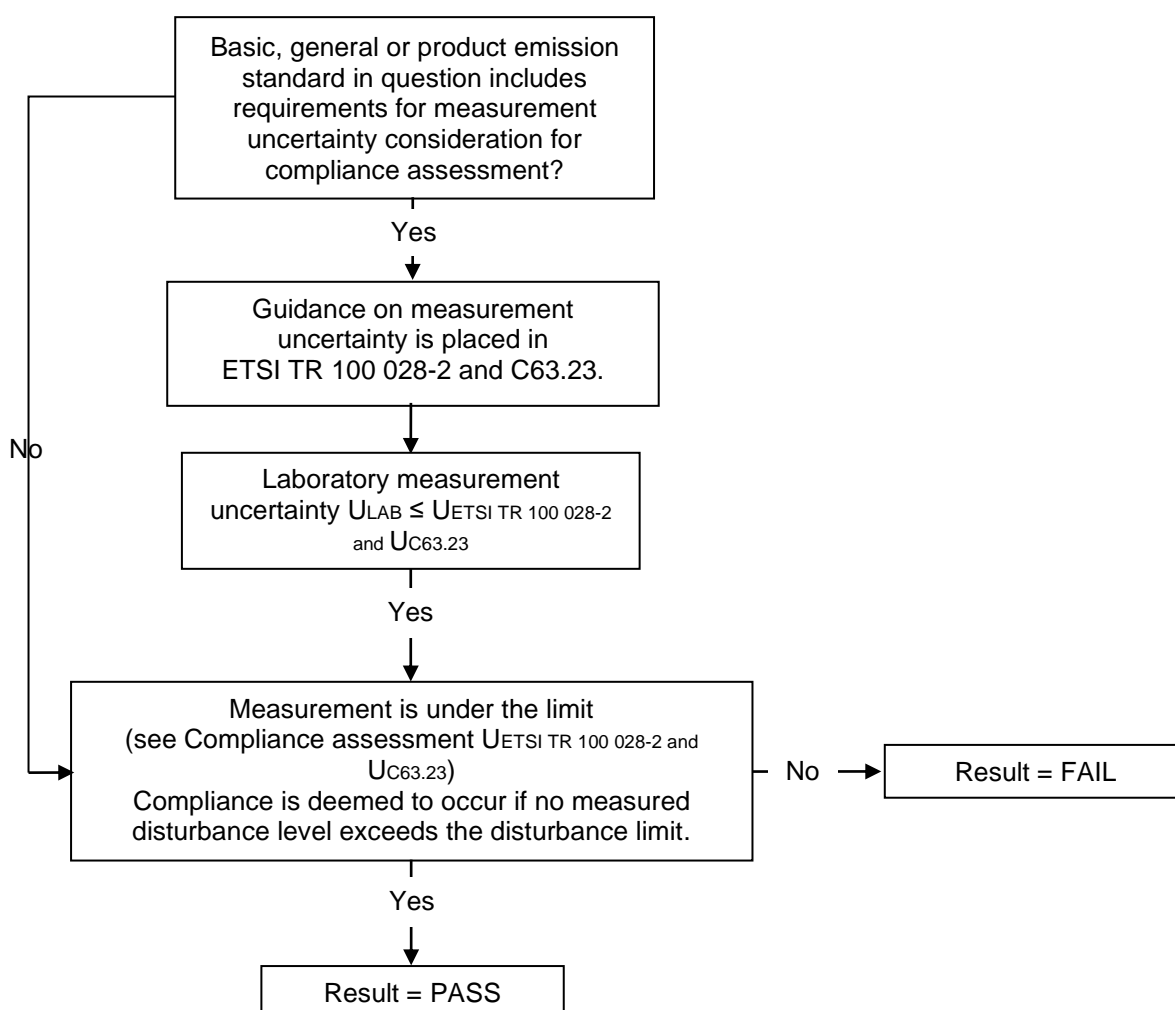 Basic, general or product emission
standard in question includes
requirements for measurement
uncertainty consideration for
compliance assessment?
Yes
Guidance on measurement
uncertainty is placed in
ETSI TR 100 028-2 and C63.23.
No
Laboratory measurement
uncertainty ULAB ≤ UETSI TR 100 028-2
and UC63.23
Yes
Measurement is under the limit
(see Compliance assessment UETSI TR 100 028-2 and
UC63.23)
Compliance is deemed to occur if no measured
disturbance level exceeds the disturbance limit.
No
Result = FAIL
Yes
Result = PASS